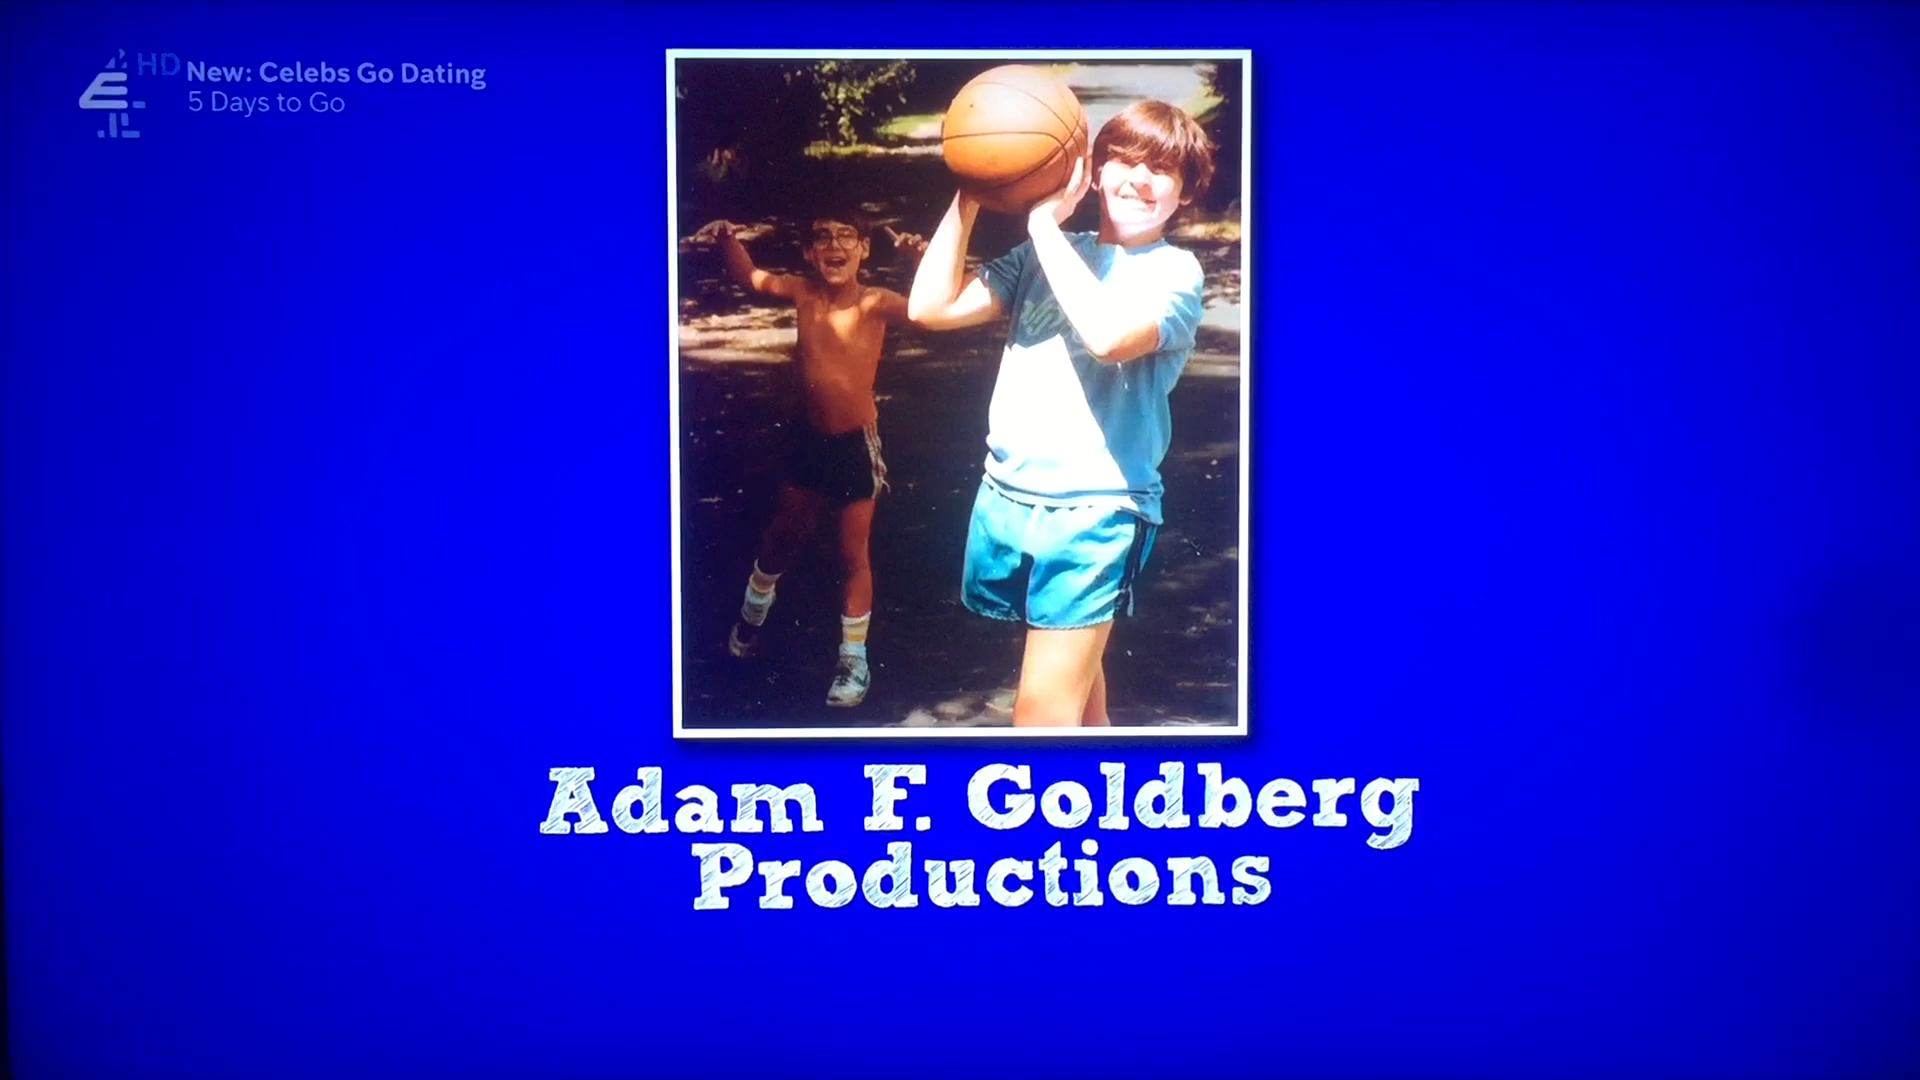 HD
New: Celebs Go Dating
5 Days to Go
Adam F. Goldberg
Productions